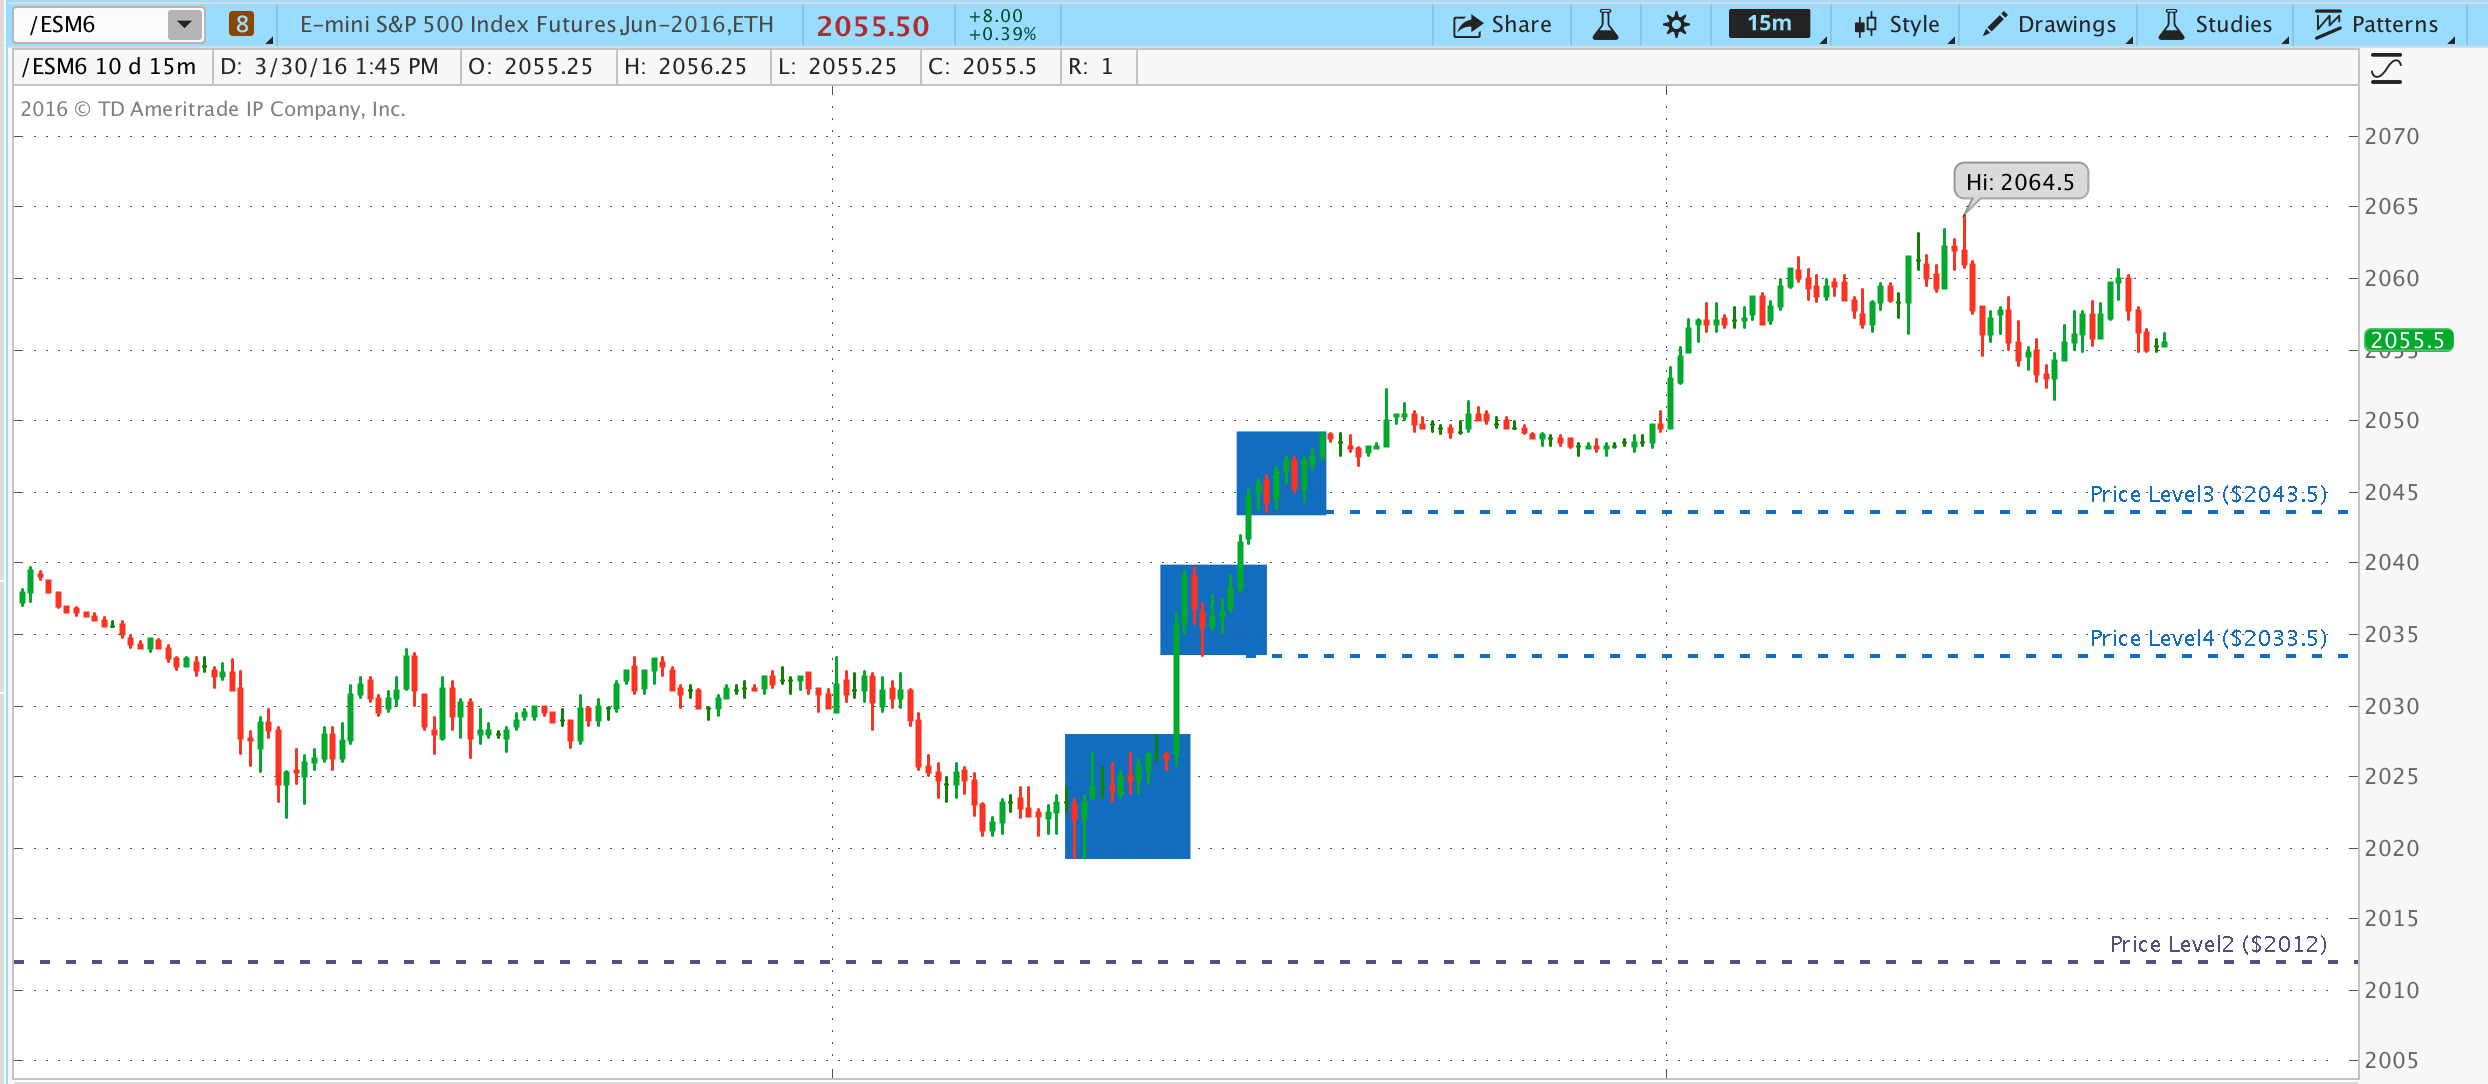 /ESM6 8 E-mini S&P 500 Index Futures,Jun-2016,ETH 2055.50 +8.00 +0.39% Share 15m Style Drawings Studies Patterns
/ESM6 10 d 15m D: 3/30/16 1:45 PM O: 2055.25 H: 2056.25 L: 2055.25 C: 2055.5 R: 1
2016 © TD Ameritrade IP Company, Inc.
2070
Hi: 2064.5
2065
2060
2055.5
2055
2050
Price Level3 ($2043.5)
2045
2040
Price Level4 ($2033.5)
2035
2030
2025
2020
2015
Price Level2 ($2012)
2010
2005